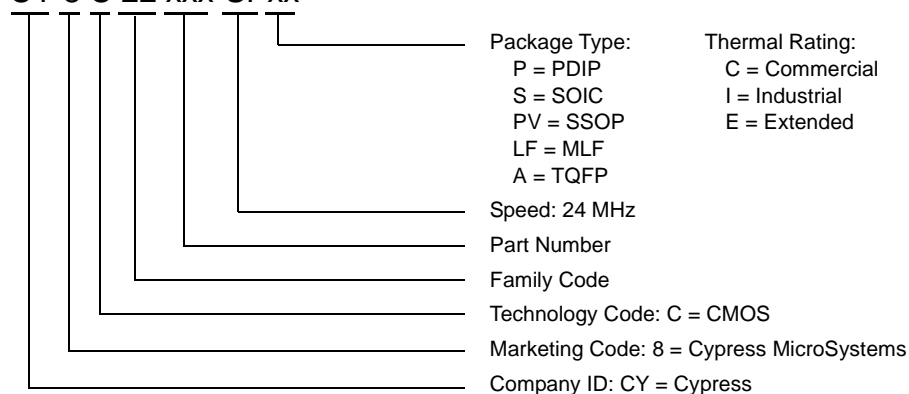 Package Type: Thermal Rating:
P = PDIP C = Commercial
S = SOIC I = Industrial
PV = SSOP E = Extended
LF = MLF
A = TQFP
Speed: 24 MHz
Part Number
Family Code
Technology Code: C = CMOS
Marketing Code: 8 = Cypress MicroSystems
Company ID: CY = Cypress